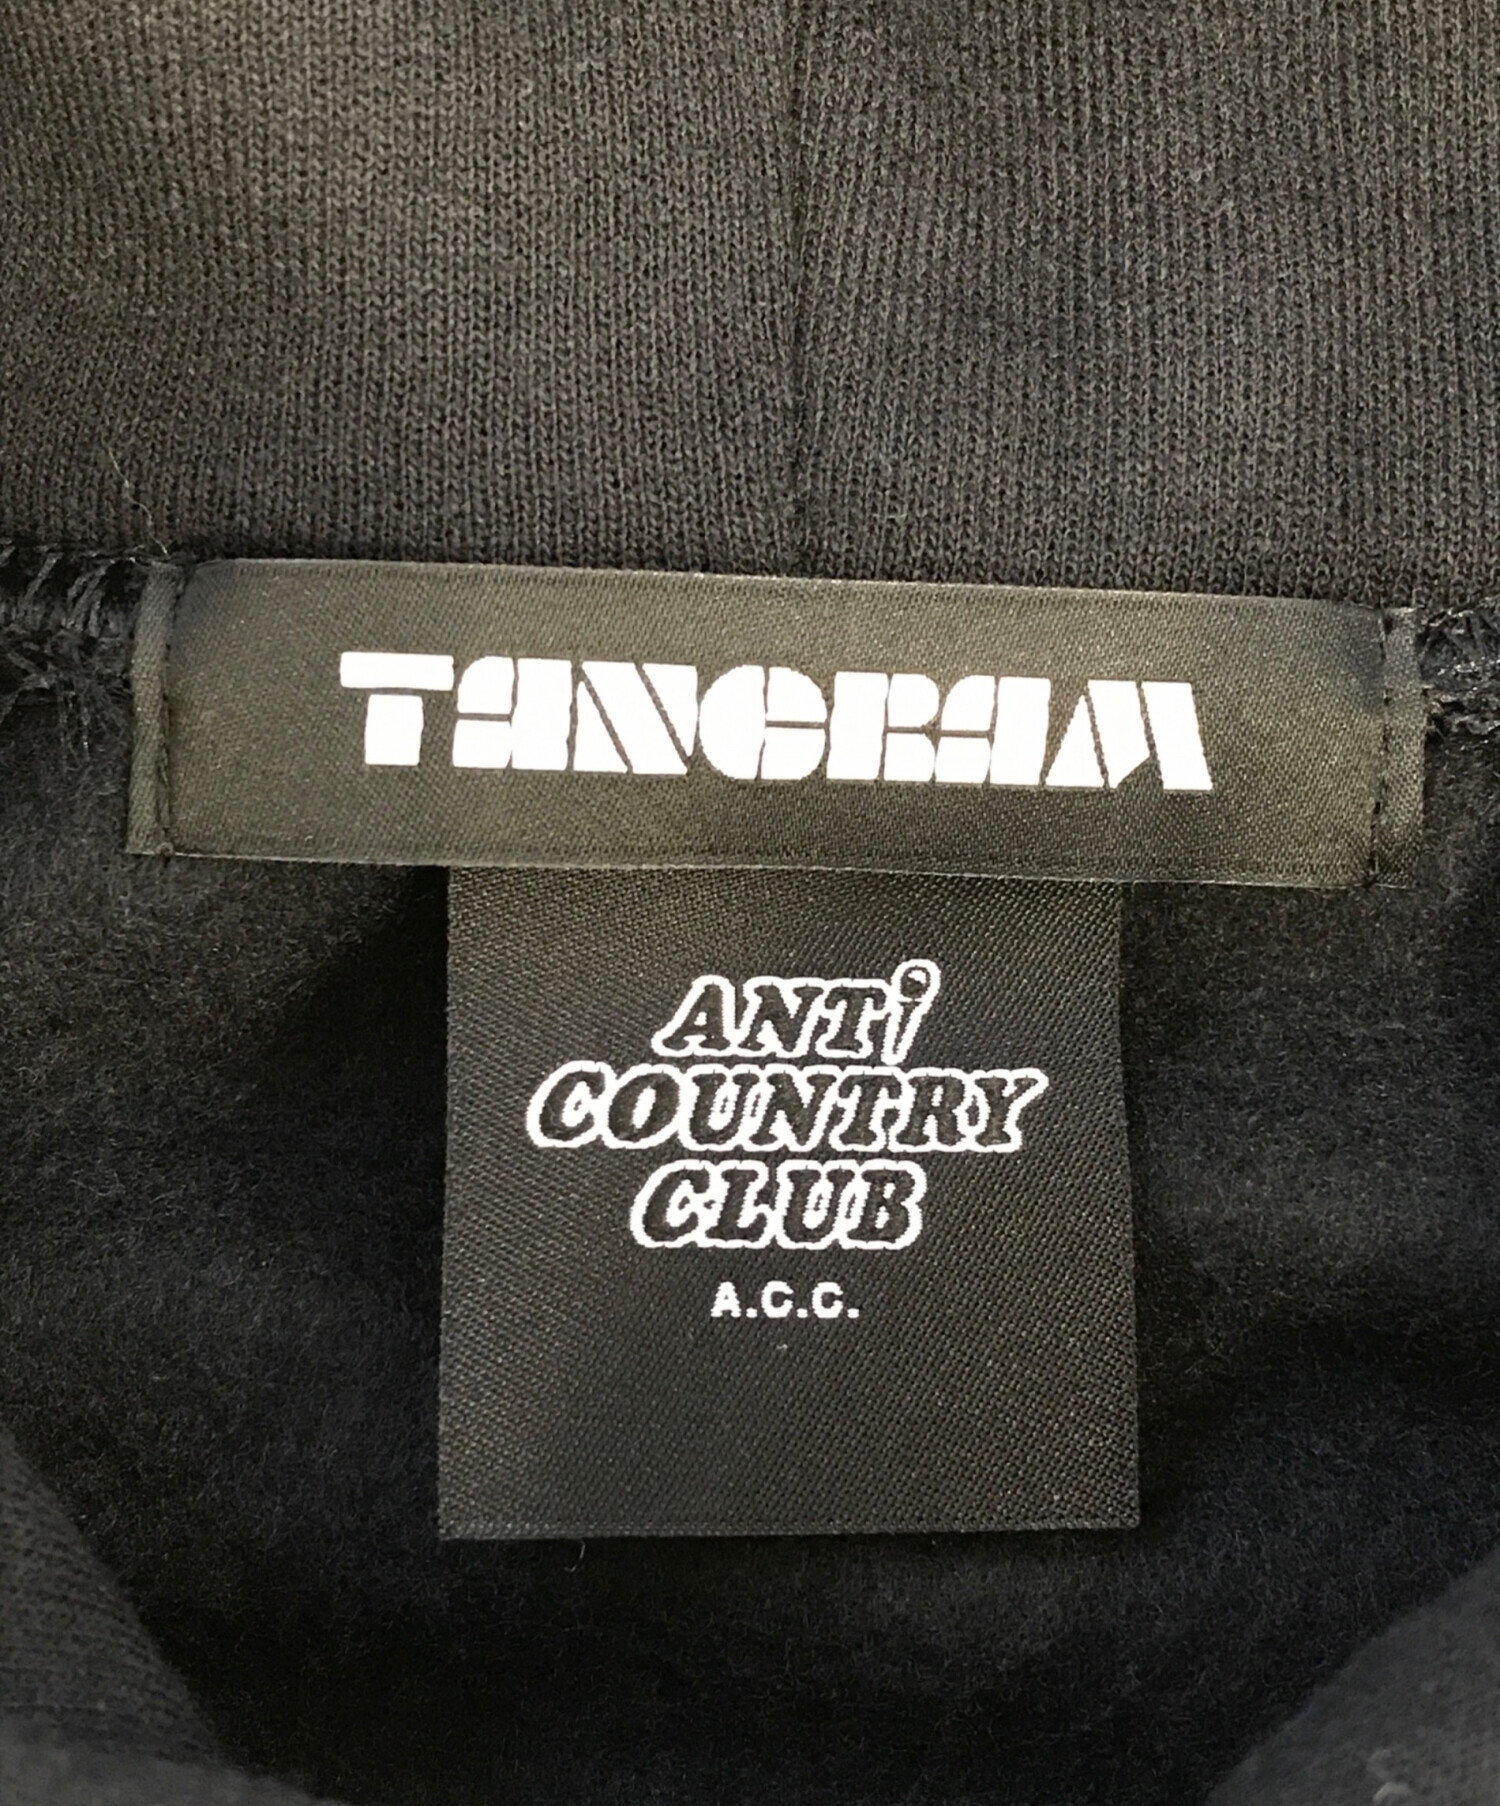 TANGRAM
ANTi
COUNTRY
CLUB
A.C.C.